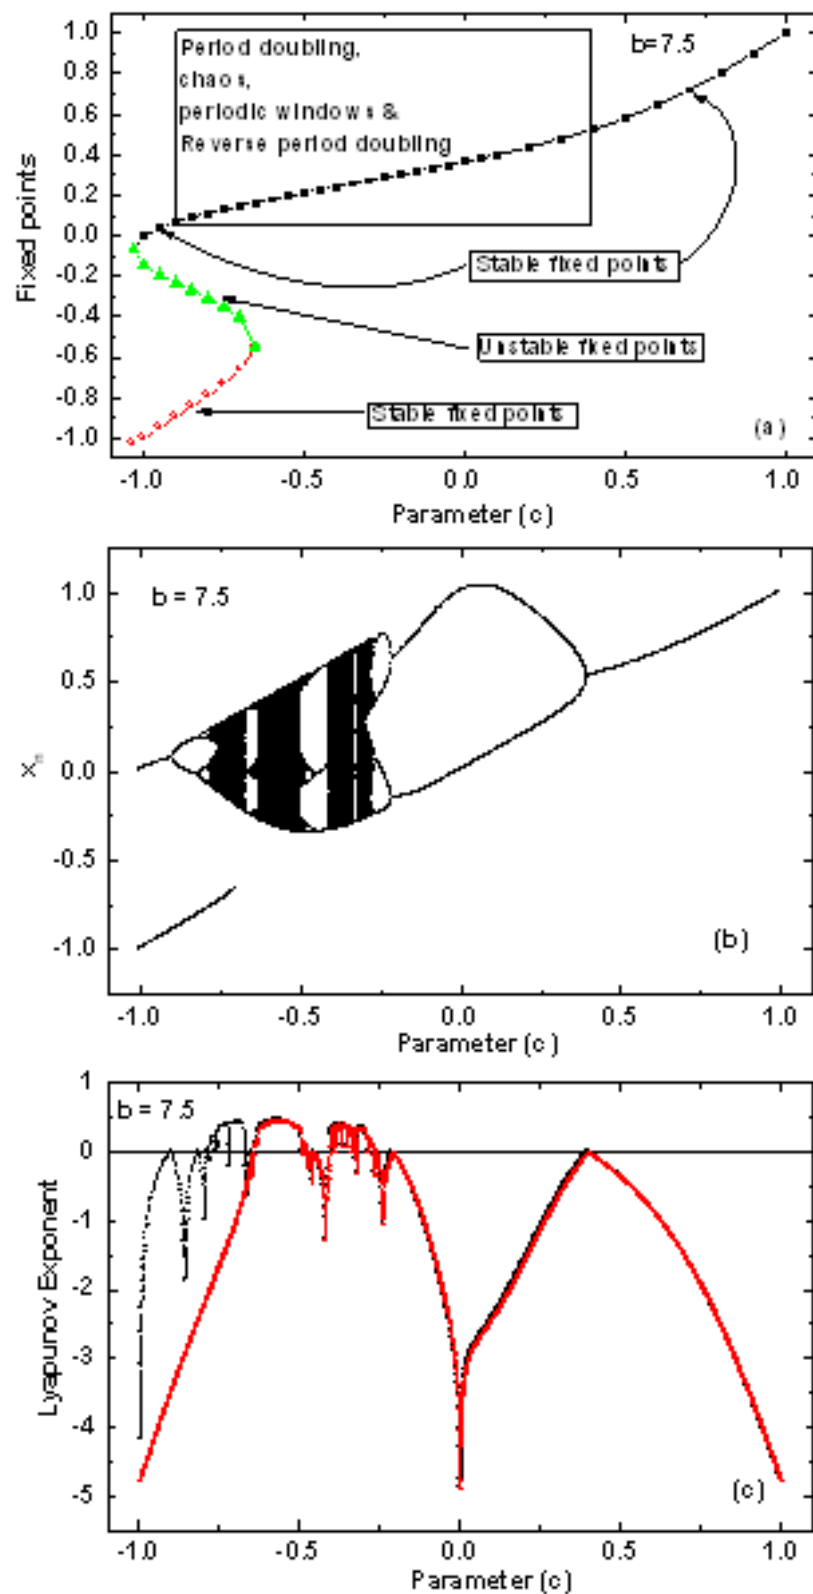 1.0
0.8
0.6
0.4
0.2
0.0
-0.2
-0.4
-0.6
-0.8
-1.0
Fixed points
b=7.5
Period doubling,
chaos,
periodic windows &
Reverse period doubling
Stable fixed points
Unstable fixed points
Stable fixed points
(a)
-1.0 -0.5 0.0 0.5 1.0
Parameter (c)
b = 7.5
1.0
0.5
0.0
-0.5
-1.0
Xn
(b)
-1.0 -0.5 0.0 0.5 1.0
Parameter (c)
b = 7.5
1
0
-1
-2
-3
-4
-5
Lyapunov Exponent
(c)
-1.0 -0.5 0.0 0.5 1.0
Parameter (c)